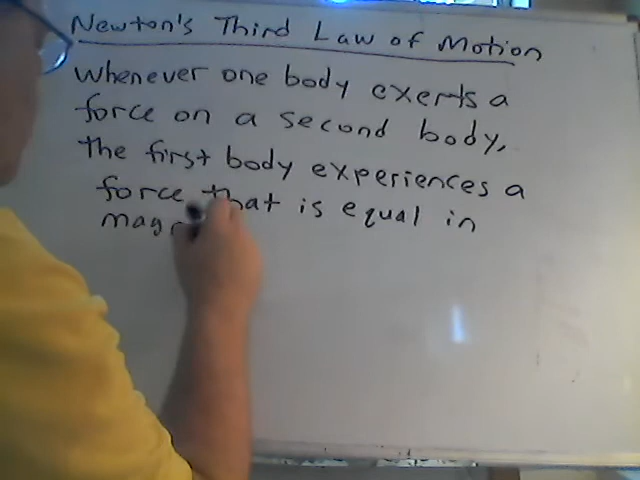 Newton's Third Law of Motion
Whenever one body exerts a
force on a second body,
the first body experiences a
force that is equal in
mag